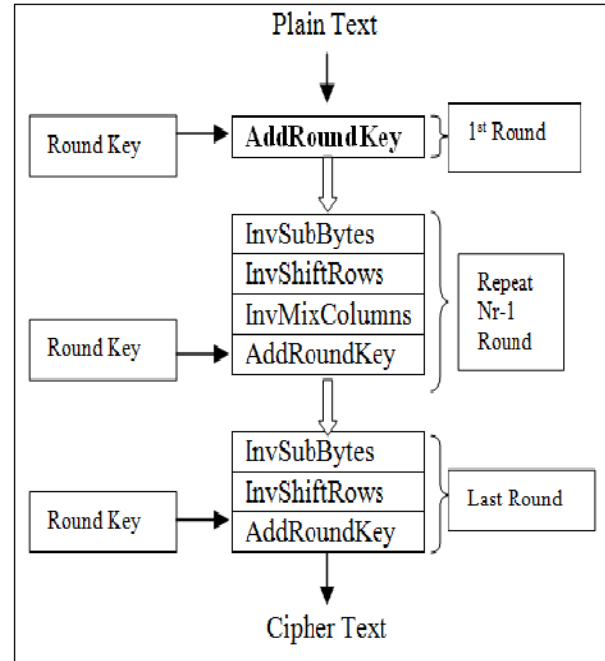 Plain Text
Round Key
AddRoundKey
1st Round
InvSubBytes
InvShiftRows
InvMixColumns
AddRoundKey
Round Key
Repeat
Nr-1
Round
InvSubBytes
InvShiftRows
AddRoundKey
Round Key
Last Round
Cipher Text